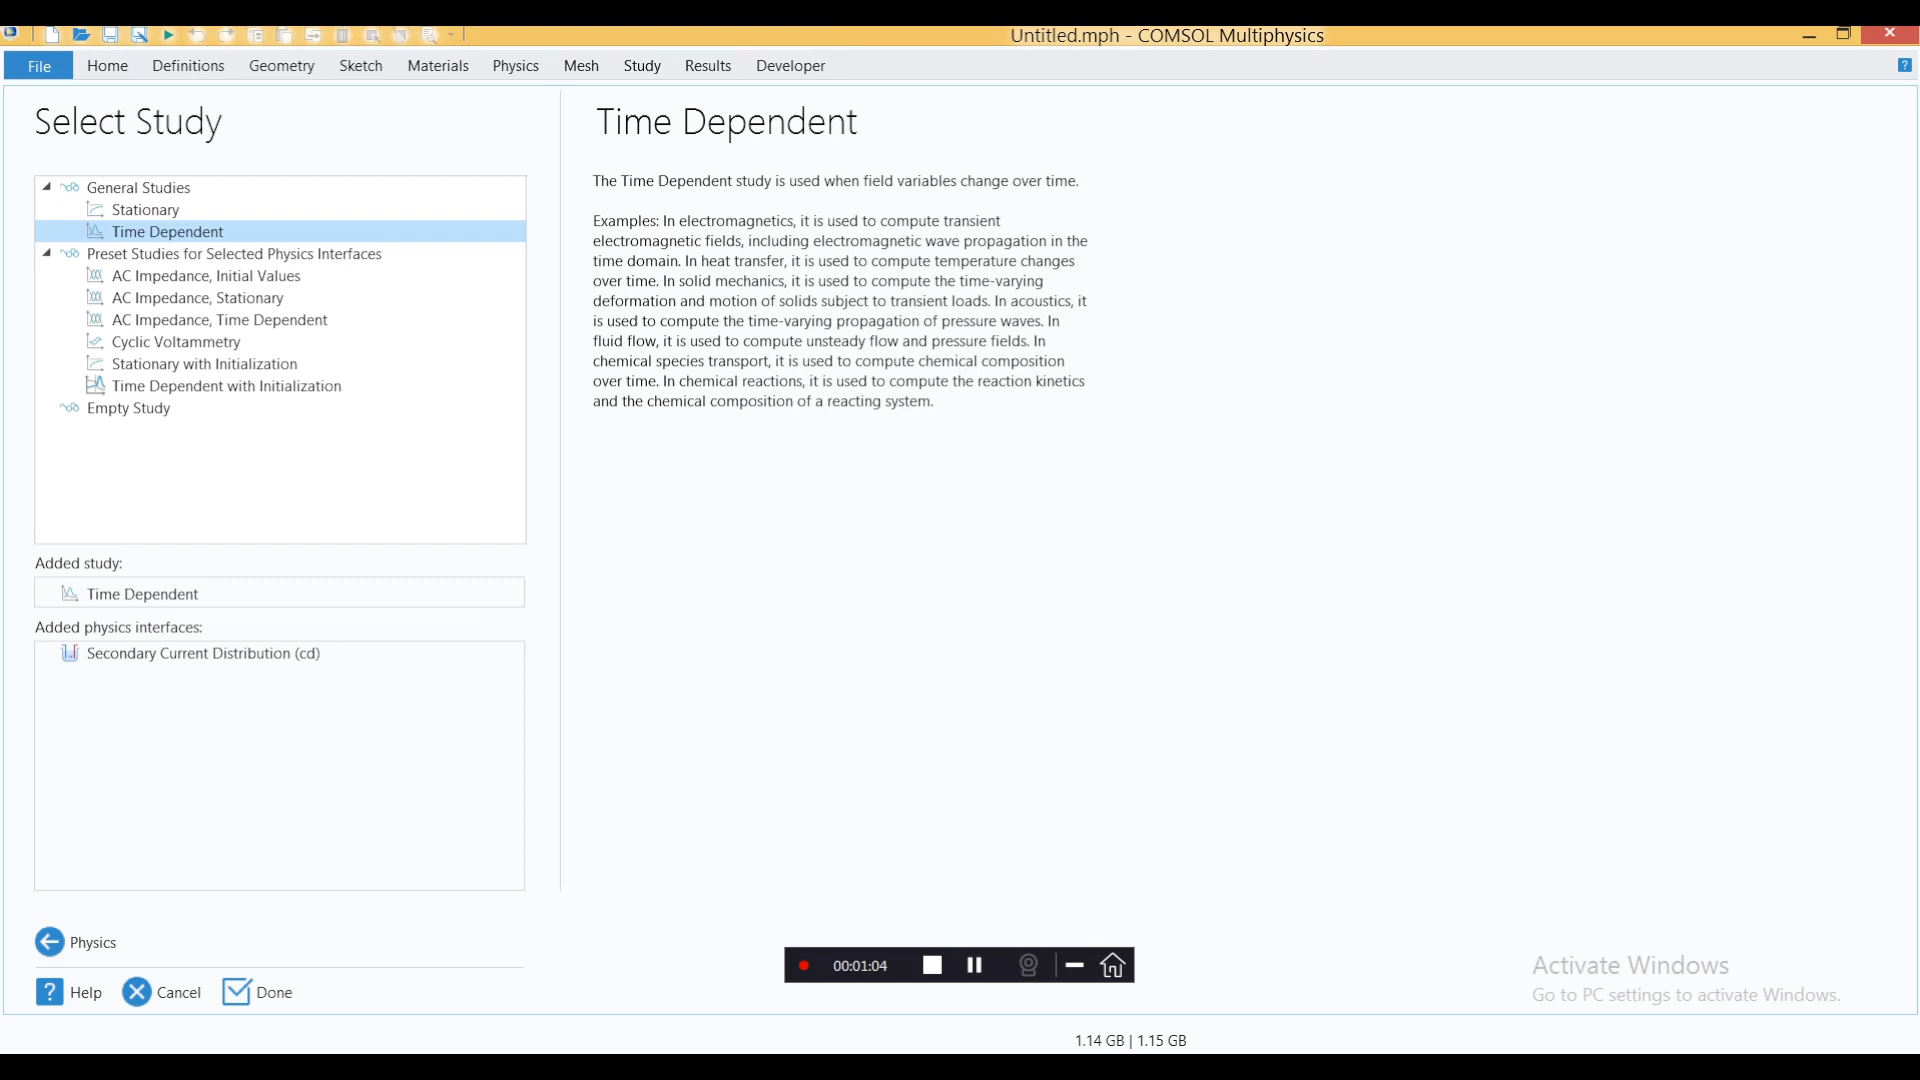 Untitled.mph - COMSOL Multiphysics
File Home Definitions Geometry Sketch Materials Physics Mesh Study Results Developer ?
Select Study
General Studies
Stationary
Time Dependent
Preset Studies for Selected Physics Interfaces
AC Impedance, Initial Values
AC Impedance, Stationary
AC Impedance, Time Dependent
Cyclic Voltammetry
Stationary with Initialization
Time Dependent with Initialization
Empty Study
Added study:
Time Dependent
Added physics interfaces:
Secondary Current Distribution (cd)
Physics
? Help Cancel Done
Time Dependent
The Time Dependent study is used when field variables change over time.
Examples: In electromagnetics, it is used to compute transient
electromagnetic fields, including electromagnetic wave propagation in the
time domain. In heat transfer, it is used to compute temperature changes
over time. In solid mechanics, it is used to compute the time-varying
deformation and motion of solids subject to transient loads. In acoustics, it
is used to compute the time-varying propagation of pressure waves. In
fluid flow, it is used to compute unsteady flow and pressure fields. In
chemical species transport, it is used to compute chemical composition
over time. In chemical reactions, it is used to compute the reaction kinetics
and the chemical composition of a reacting system.
00:01:04
Activate Windows
Go to PC settings to activate Windows.
1.14 GB | 1.15 GB